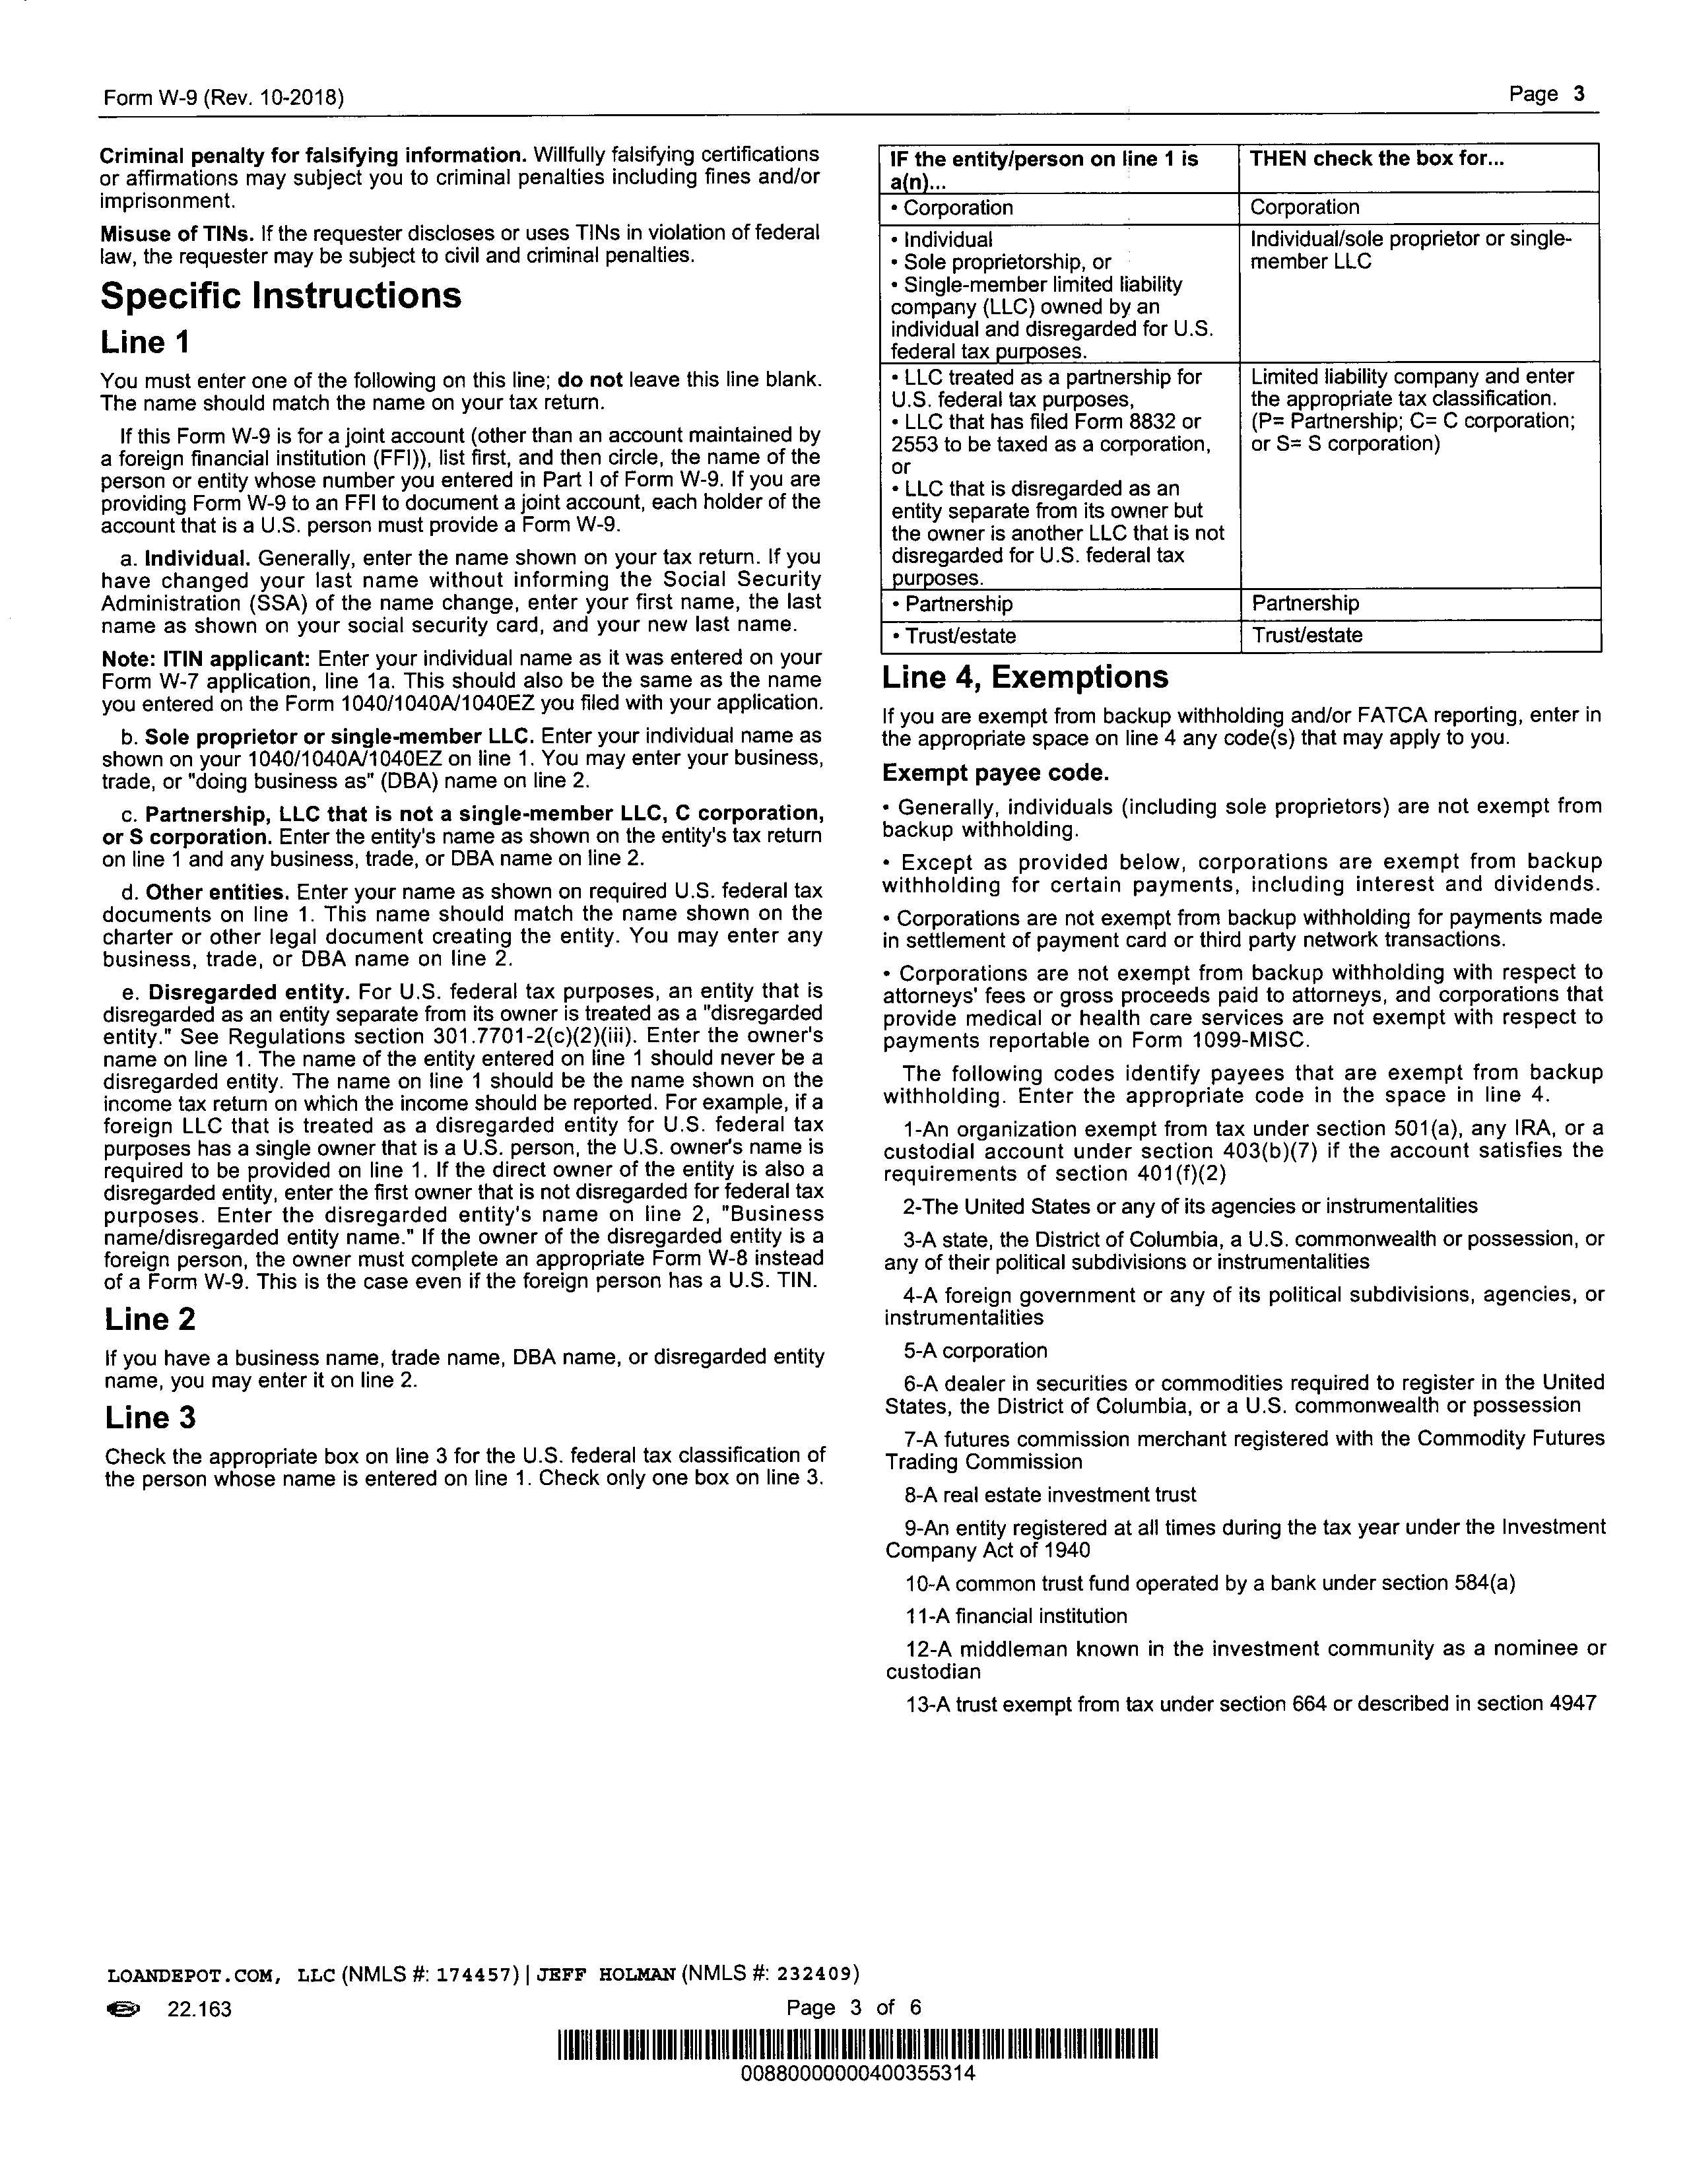 Form W-9 (Rev. 10-2018)
Page 3
Criminal penalty for falsifying information. Willfully falsifying certifications
or affirmations may subject you to criminal penalties including fines and/or
imprisonment.
Misuse of TINs. If the requester discloses or uses TINs in violation of federal
law, the requester may be subject to civil and criminal penalties.
Specific Instructions
Line 1
You must enter one of the following on this line; do not leave this line blank.
The name should match the name on your tax return.
If this Form W-9 is for a joint account (other than an account maintained by
a foreign financial institution (FFI)), list first, and then circle, the name of the
person or entity whose number you entered in Part I of Form W-9. If you are
providing Form W-9 to an FFI to document a joint account, each holder of the
account that is a U.S. person must provide a Form W-9.
a. Individual. Generally, enter the name shown on your tax return. If you
have changed your last name without informing the Social Security
Administration (SSA) of the name change, enter your first name, the last
name as shown on your social security card, and your new last name.
Note: ITIN applicant: Enter your individual name as it was entered on your
Form W-7 application, line 1a. This should also be the same as the name
you entered on the Form 1040/1040A/1040EZ you filed with your application.
b. Sole proprietor or single-member LLC. Enter your individual name as
shown on your 1040/1040A/1040EZ on line 1. You may enter your business,
trade, or "doing business as" (DBA) name on line 2.
c. Partnership, LLC that is not a single-member LLC, C corporation,
or S corporation. Enter the entity's name as shown on the entity's tax return
on line 1 and any business, trade, or DBA name on line 2.
d. Other entities. Enter your name as shown on required U.S. federal tax
documents on line 1. This name should match the name shown on the
charter or other legal document creating the entity. You may enter any
business, trade, or DBA name on line 2.
e. Disregarded entity. For U.S. federal tax purposes, an entity that is
disregarded as an entity separate from its owner is treated as a "disregarded
entity." See Regulations section 301.7701-2(c)(2)(iii). Enter the owner's
name on line 1. The name of the entity entered on line 1 should never be a
disregarded entity. The name on line 1 should be the name shown on the
income tax return on which the income should be reported. For example, if a
foreign LLC that is treated as a disregarded entity for U.S. federal tax
purposes has a single owner that is a U.S. person, the U.S. owner's name is
required to be provided on line 1. If the direct owner of the entity is also a
disregarded entity, enter the first owner that is not disregarded for federal tax
purposes. Enter the disregarded entity's name on line 2, "Business
name/disregarded entity name." If the owner of the disregarded entity is a
foreign person, the owner must complete an appropriate Form W-8 instead
of a Form W-9. This is the case even if the foreign person has a U.S. TIN.
Line 2
If you have a business name, trade name, DBA name, or disregarded entity
name, you may enter it on line 2.
Line 3
Check the appropriate box on line 3 for the U.S. federal tax classification of
the person whose name is entered on line 1. Check only one box on line 3.
IF the entity/person on line 1 is
a(n)...
THEN check the box for...
• Corporation
Corporation
• Individual
• Sole proprietorship, or
• Single-member limited liability
company (LLC) owned by an
individual and disregarded for U.S.
federal tax purposes.
Individual/sole proprietor or single-
member LLC
• LLC treated as a partnership for
U.S. federal tax purposes,
• LLC that has filed Form 8832 or
2553 to be taxed as a corporation,
or
• LLC that is disregarded as an
entity separate from its owner but
the owner is another LLC that is not
disregarded for U.S. federal tax
purposes.
Limited liability company and enter
the appropriate tax classification.
(P= Partnership; C= C corporation;
or S= S corporation)
• Partnership
Partnership
• Trust/estate
Trust/estate
Line 4, Exemptions
If you are exempt from backup withholding and/or FATCA reporting, enter in
the appropriate space on line 4 any code(s) that may apply to you.
Exempt payee code.
• Generally, individuals (including sole proprietors) are not exempt from
backup withholding.
• Except as provided below, corporations are exempt from backup
withholding for certain payments, including interest and dividends.
• Corporations are not exempt from backup withholding for payments made
in settlement of payment card or third party network transactions.
• Corporations are not exempt from backup withholding with respect to
attorneys' fees or gross proceeds paid to attorneys, and corporations that
provide medical or health care services are not exempt with respect to
payments reportable on Form 1099-MISC.
The following codes identify payees that are exempt from backup
withholding. Enter the appropriate code in the space in line 4.
1-An organization exempt from tax under section 501(a), any IRA, or a
custodial account under section 403(b)(7) if the account satisfies the
requirements of section 401(f)(2)
2-The United States or any of its agencies or instrumentalities
3-A state, the District of Columbia, a U.S. commonwealth or possession, or
any of their political subdivisions or instrumentalities
4-A foreign government or any of its political subdivisions, agencies, or
instrumentalities
5-A corporation
6-A dealer in securities or commodities required to register in the United
States, the District of Columbia, or a U.S. commonwealth or possession
7-A futures commission merchant registered with the Commodity Futures
Trading Commission
8-A real estate investment trust
9-An entity registered at all times during the tax year under the Investment
Company Act of 1940
10-A common trust fund operated by a bank under section 584(a)
11-A financial institution
12-A middleman known in the investment community as a nominee or
custodian
13-A trust exempt from tax under section 664 or described in section 4947
LOANDEPOT.COM, LLC (NMLS #: 174457) | JEFF HOLMAN (NMLS #: 232409)
22.163
Page 3 of 6
00880000000400355314